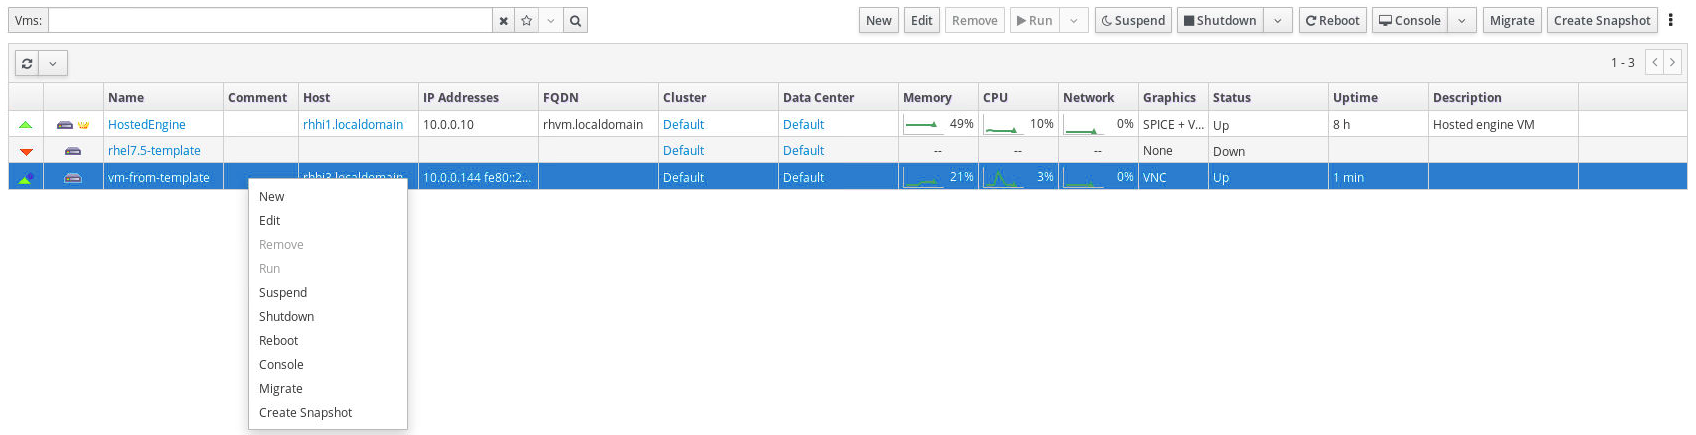 Vms:
New Edit Remove Run Suspend Shutdown Reboot Console Migrate Create Snapshot
1 - 3
Name Comment Host IP Addresses FQDN Cluster Data Center Memory CPU Network Graphics Status Uptime Description
HostedEngine rhhi1.localdomain 10.0.0.10 rhvm.localdomain Default Default 49% 10% 0% SPICE + V... Up 8 h Hosted engine VM
rhel7.5-template Default Default -- -- -- None Down
vm-from-template rhhi3.localdomain 10.0.0.144 fe80::2... Default Default 21% 3% 0% VNC Up 1 min
New
Edit
Remove
Run
Suspend
Shutdown
Reboot
Console
Migrate
Create Snapshot